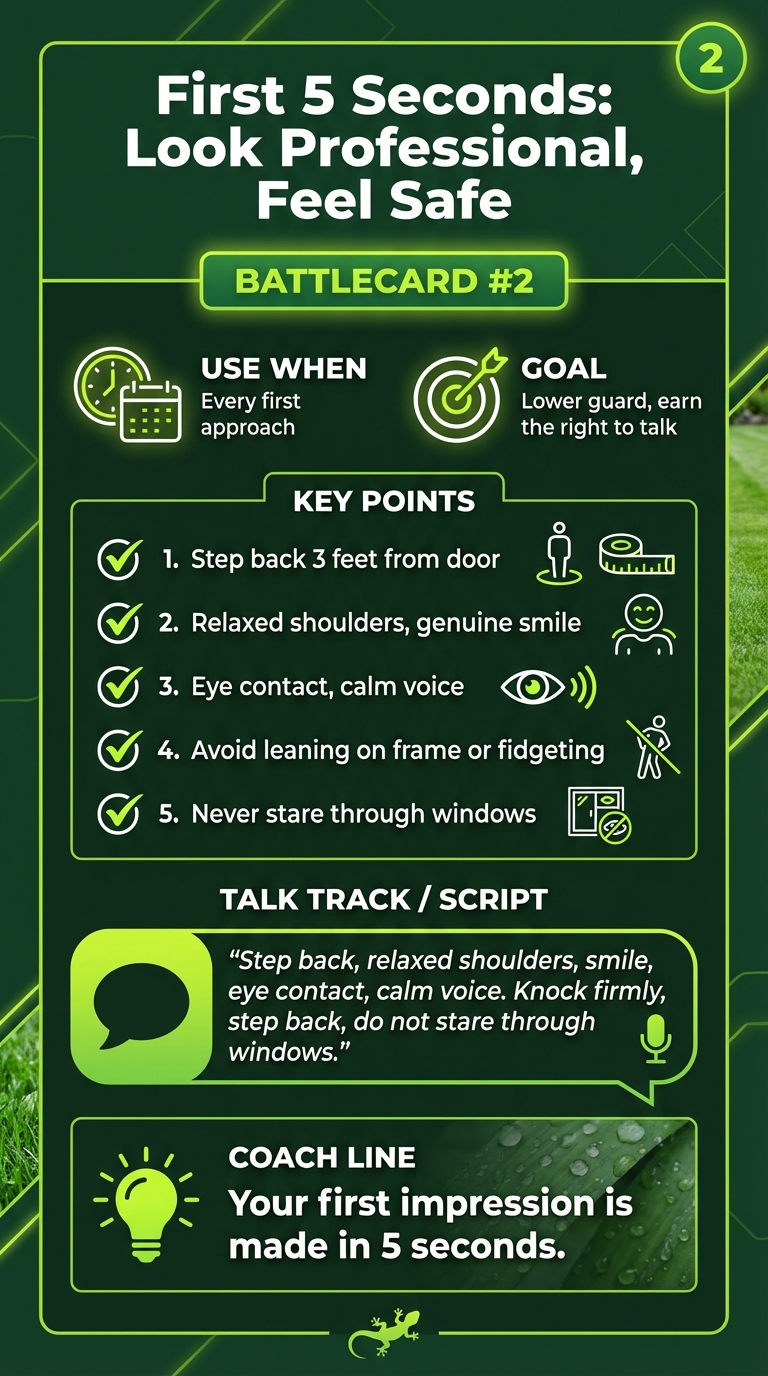 2
First 5 Seconds:
Look Professional,
Feel Safe
BATTLECARD #2
USE WHEN
Every first
approach
GOAL
Lower guard, earn
the right to talk
KEY POINTS
1. Step back 3 feet from door
2. Relaxed shoulders, genuine smile
3. Eye contact, calm voice
4. Avoid leaning on frame or fidgeting
5. Never stare through windows
TALK TRACK / SCRIPT
“Step back, relaxed shoulders, smile,
eye contact, calm voice. Knock firmly,
step back, do not stare through
windows.”
COACH LINE
Your first impression is
made in 5 seconds.